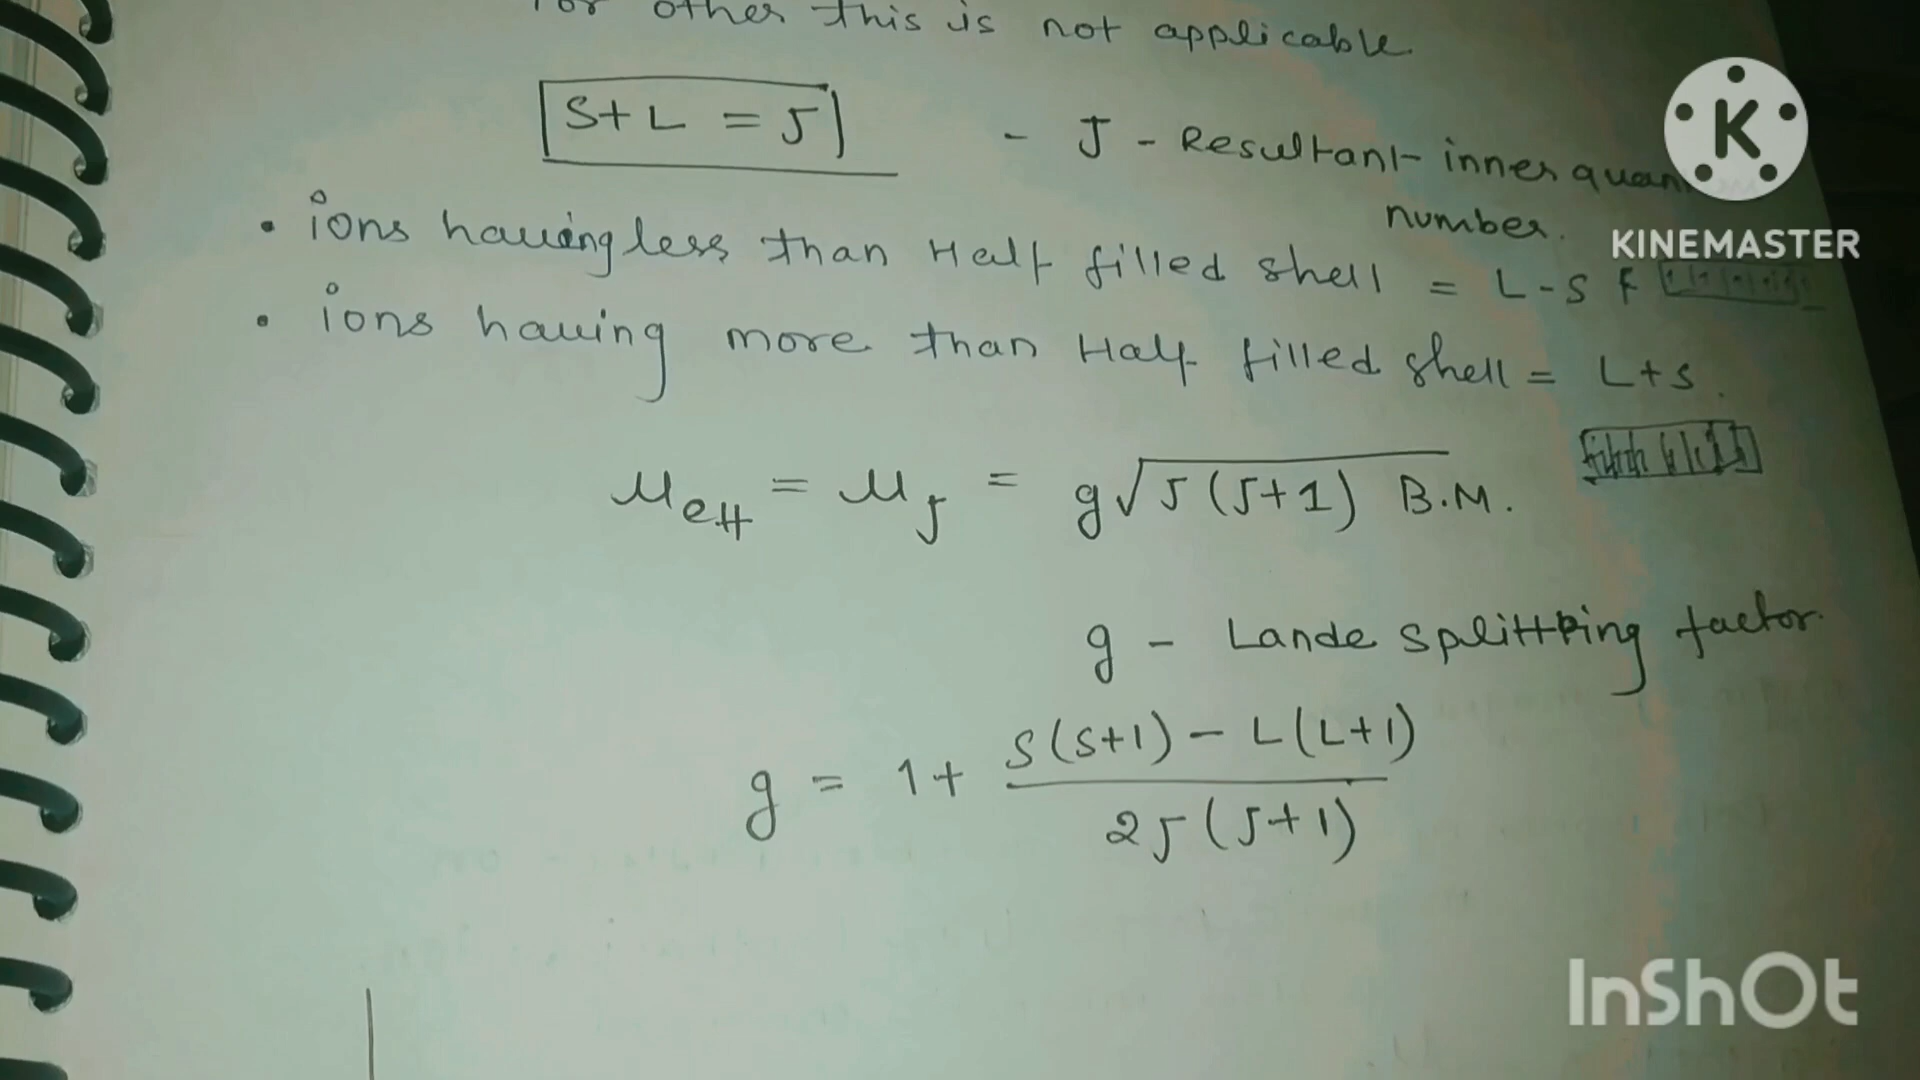 for other this is not applicable.
S+L = J
- J - Resultant inner quan
number.
KINEMASTER
• ions having less than Half filled shell = L-S F
• ions having more than Half filled shell = L+S.
μeff = μJ = g√J(J+1) B.M.
g - Lande splitting factor.
g = 1+ S(S+1) - L(L+1)
2J(J+1)
InShOt